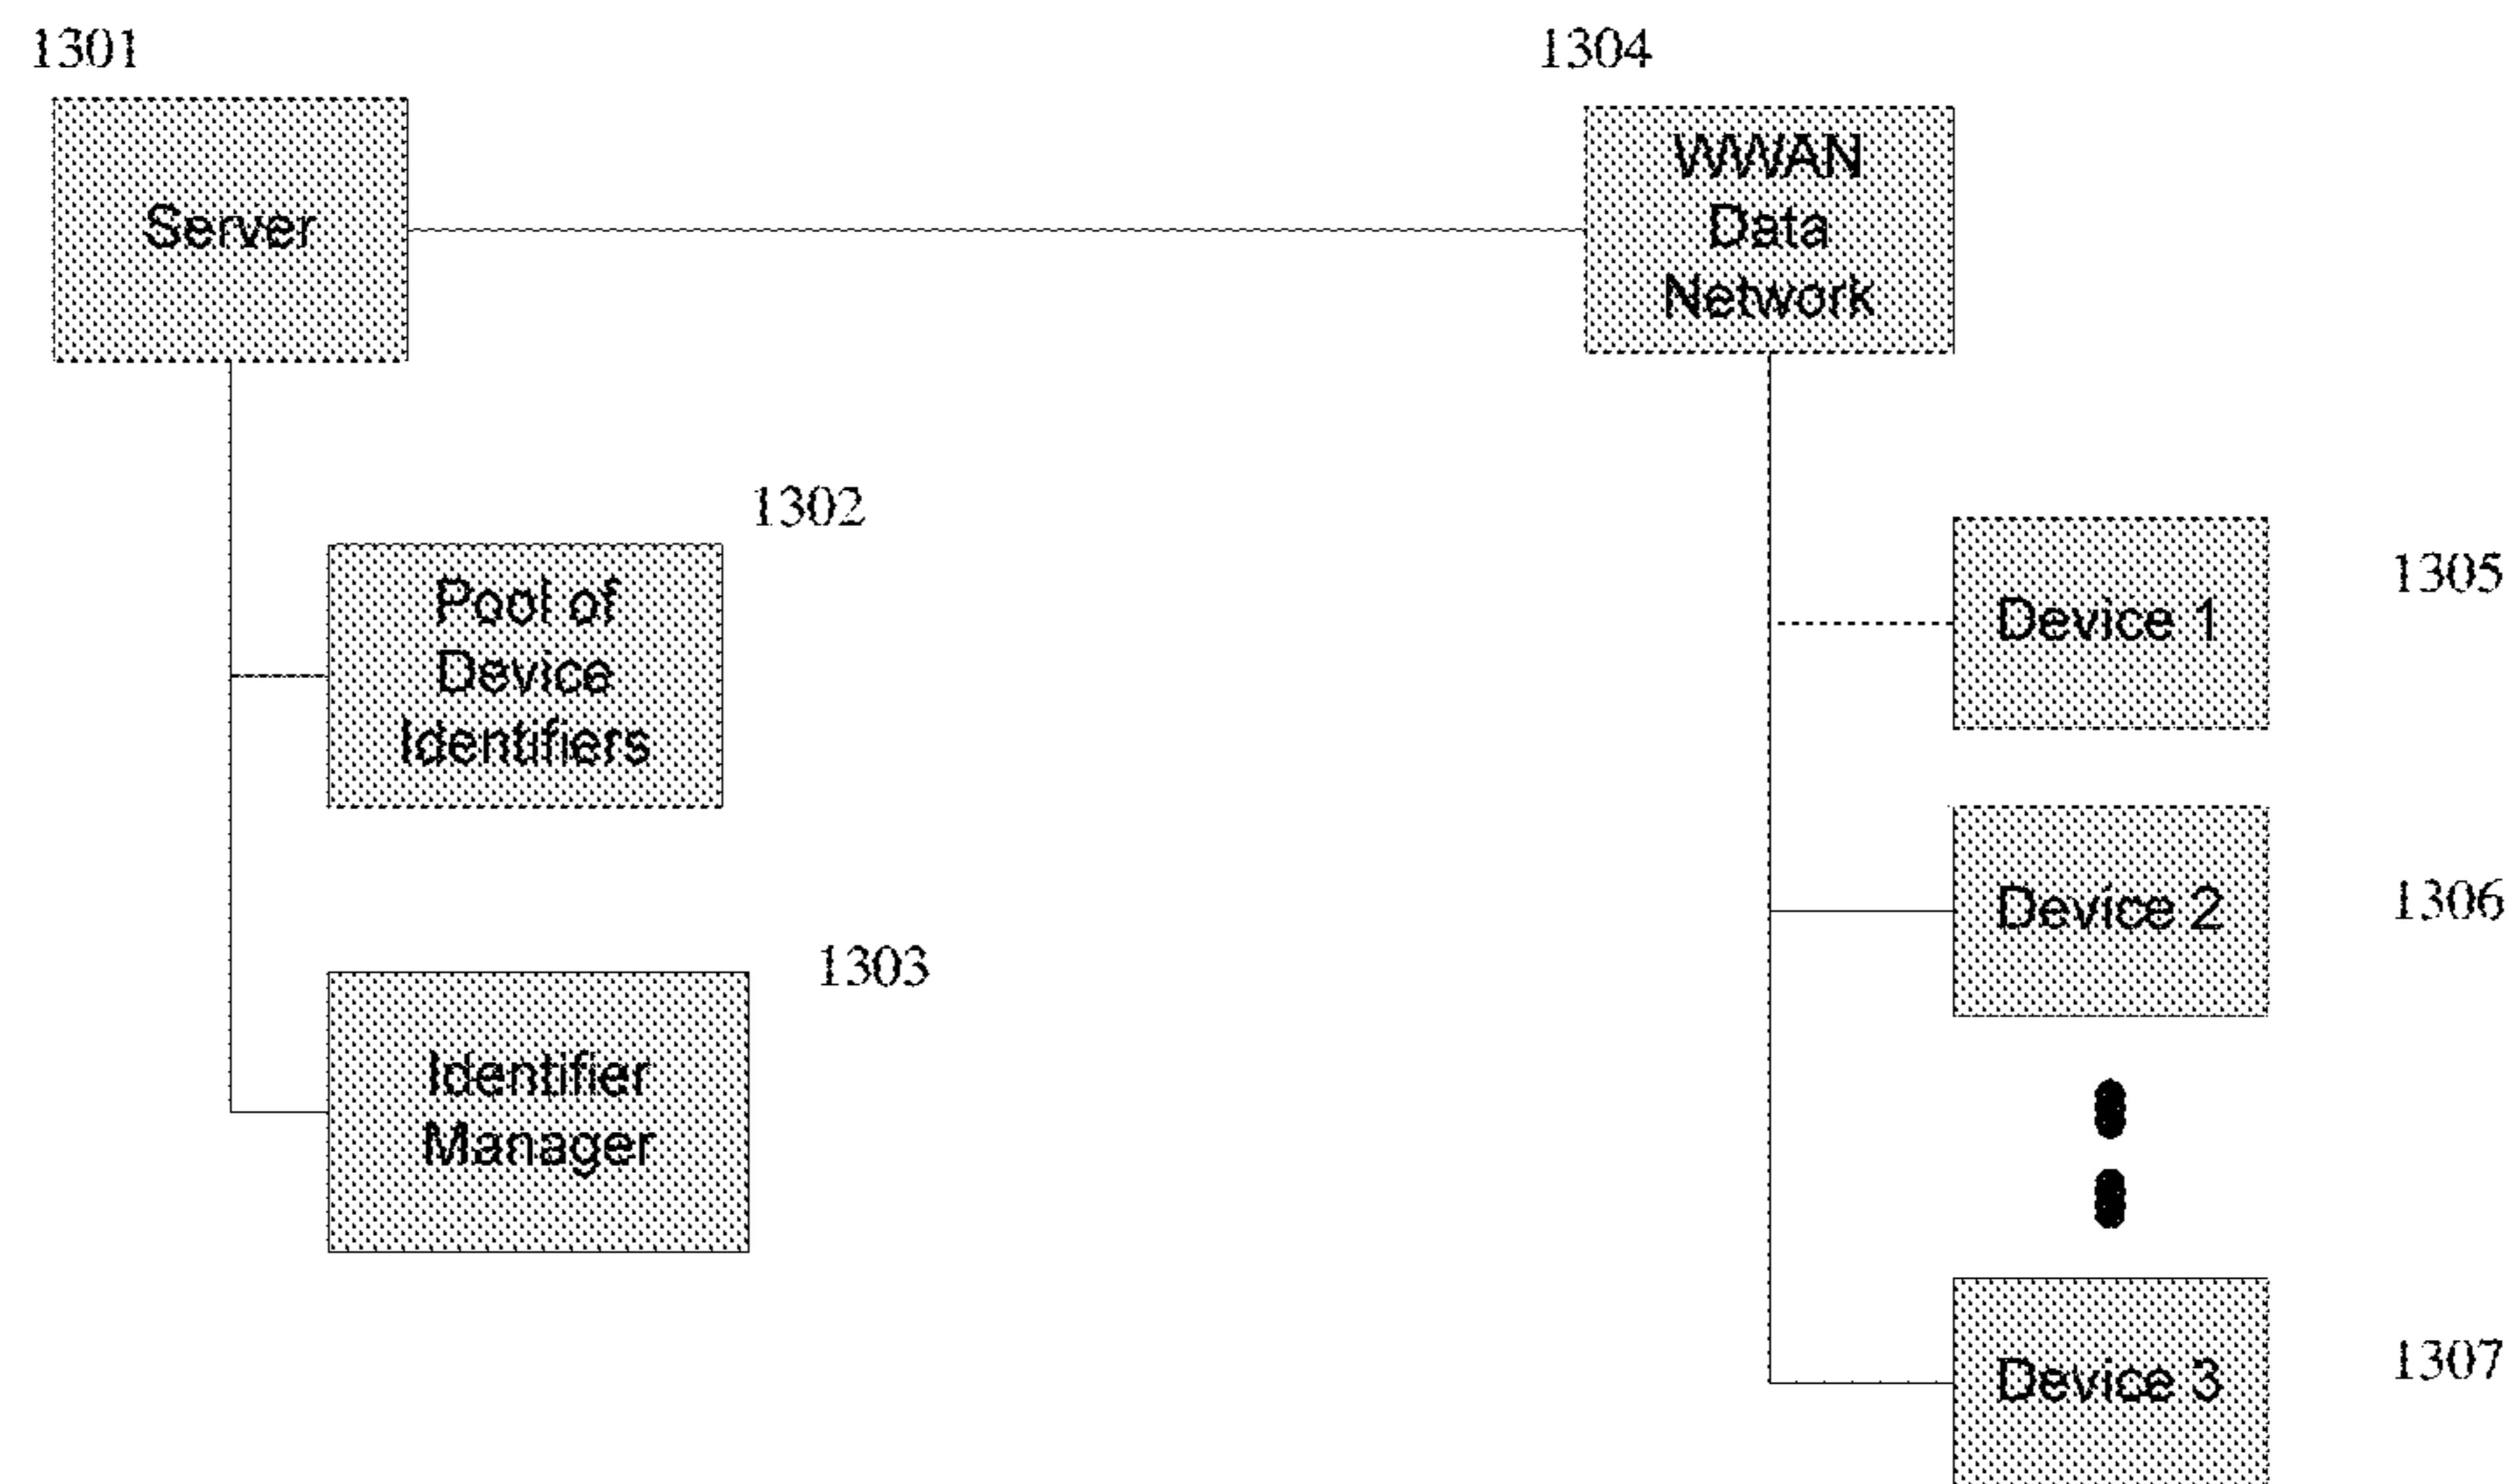 1301
1304
Server
WWAN
Data
Network
1302
Pool of
Device
Identifiers
1305
Device 1
1306
Device 2
1303
Identifier
Manager
1307
Device 3